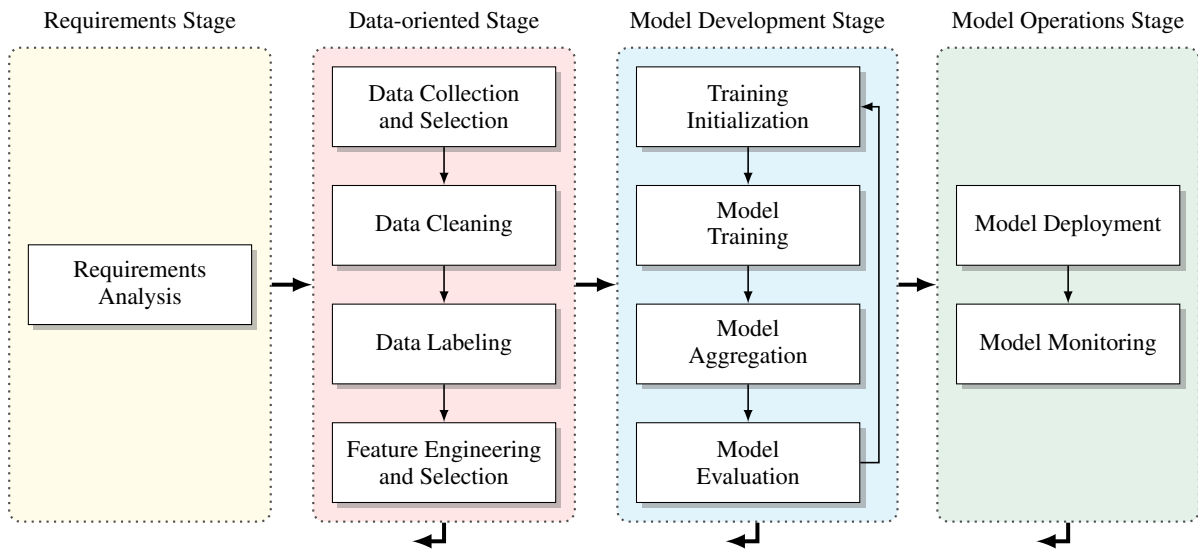 Requirements Stage
Data-oriented Stage
Model Development Stage
Model Operations Stage
Requirements
Analysis
Data Collection
and Selection
Data Cleaning
Data Labeling
Feature Engineering
and Selection
Training
Initialization
Model
Training
Model
Aggregation
Model
Evaluation
Model Deployment
Model Monitoring